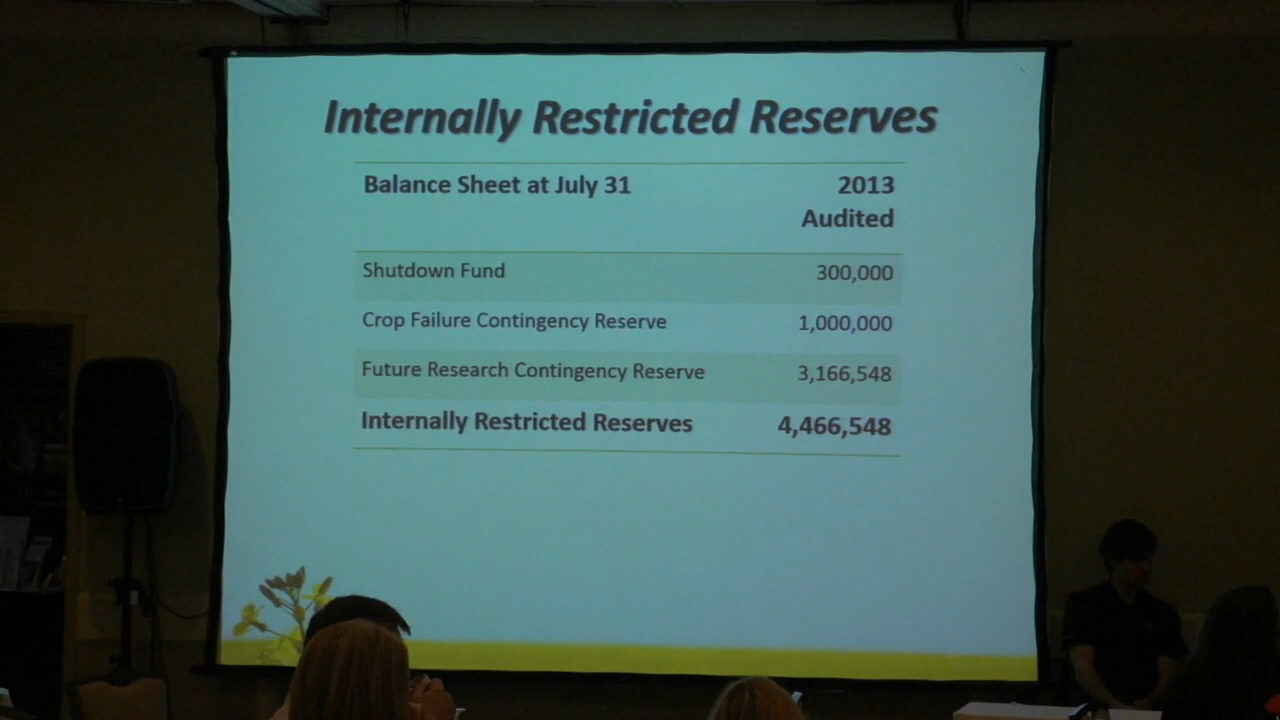 Internally Restricted Reserves
Balance Sheet at July 31 2013
Audited
Shutdown Fund 300,000
Crop Failure Contingency Reserve 1,000,000
Future Research Contingency Reserve 3,166,548
Internally Restricted Reserves 4,466,548